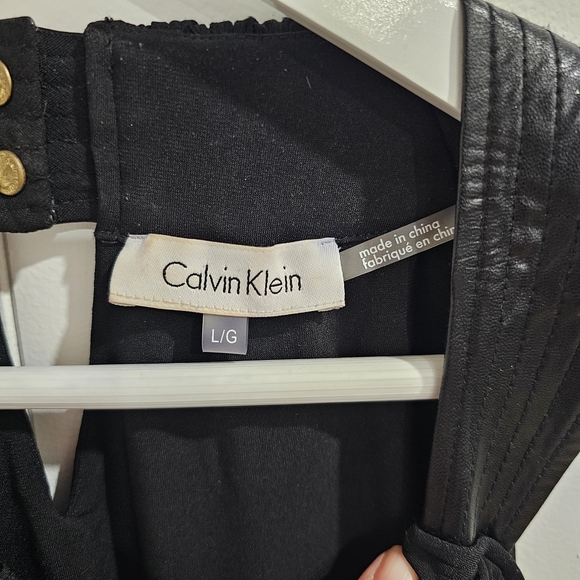 Calvin Klein
L/G
made in china
fabriqué en chin